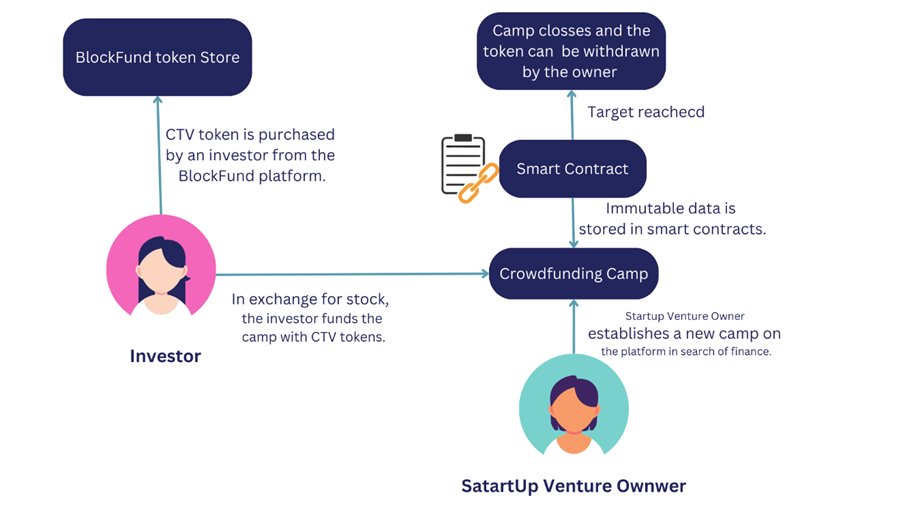 BlockFund token Store
Camp closses and the
token can be withdrawn
by the owner
Target reachecd
CTV token is purchased
by an investor from the
BlockFund platform.
Smart Contract
Immutable data is
stored in smart contracts.
Crowdfunding Camp
In exchange for stock,
the investor funds the
camp with CTV tokens.
Startup Venture Owner
establishes a new camp on
the platform in search of finance.
Investor
SatartUp Venture Ownwer